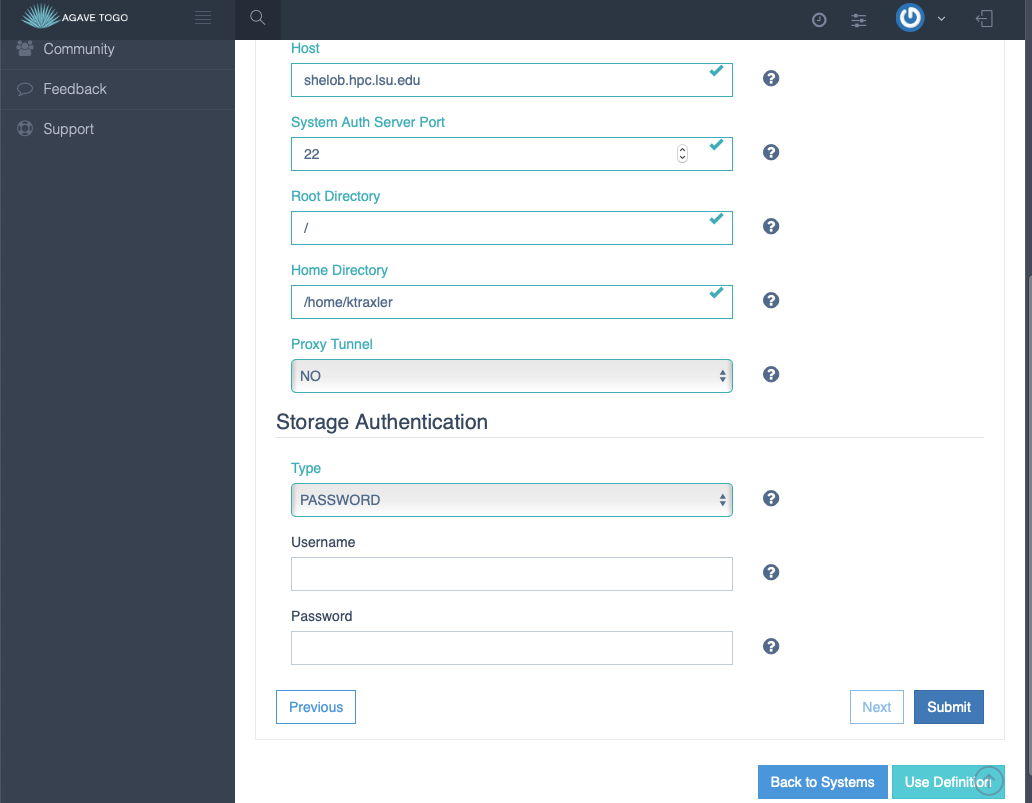 AGAVE TOGO
Community
Feedback
Support
Host
shelob.hpc.lsu.edu
System Auth Server Port
22
Root Directory
/
Home Directory
/home/ktraxler
Proxy Tunnel
NO
Storage Authentication
Type
PASSWORD
Username
Password
Previous
Next
Submit
Back to Systems
Use Definition